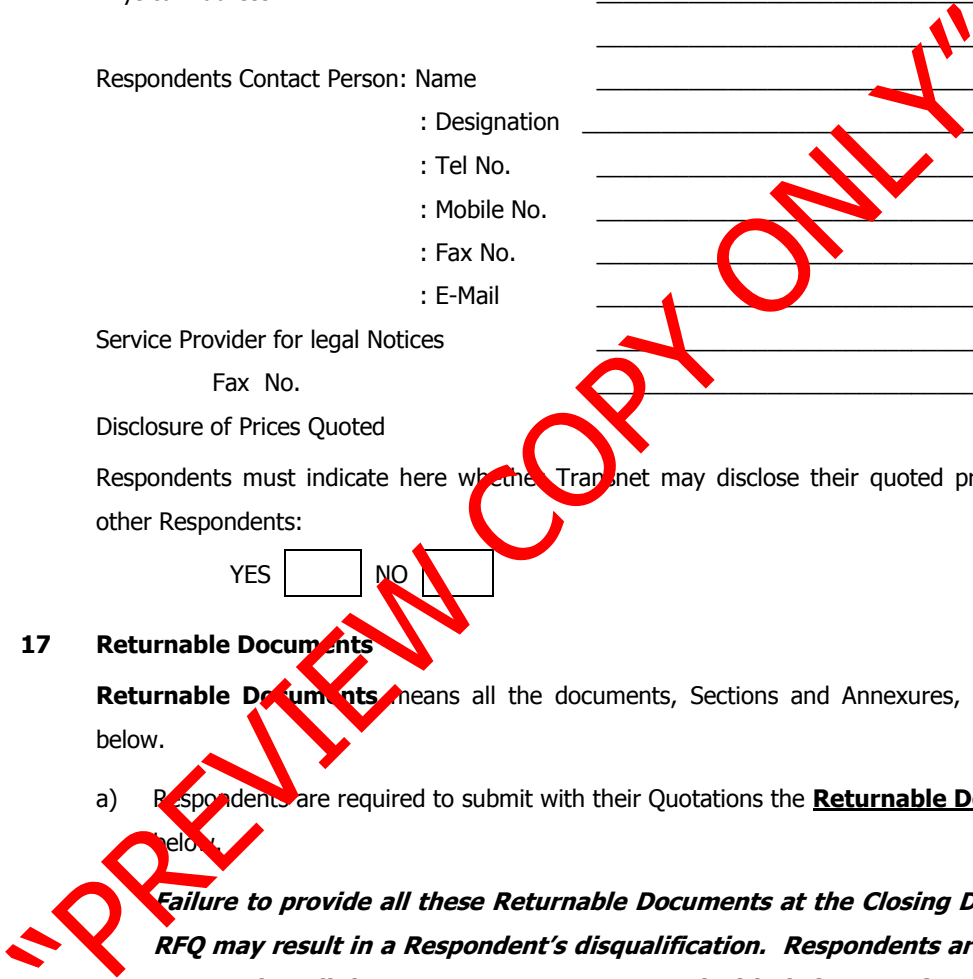 Respondents Contact Person: Name
: Designation
: Tel No.
: Mobile No.
: Fax No.
: E-Mail
Service Provider for legal Notices
Fax No.
Disclosure of Prices Quoted
Respondents must indicate here whether Transnet may disclose their quoted
other Respondents:
YES NO
17 Returnable Documents
Returnable Documents means all the documents, Sections and Annexures,
below.
a) Respondents are required to submit with their Quotations the Returnable
below.
Failure to provide all these Returnable Documents at the Closing
RFQ may result in a Respondent's disqualification. Respondents
"PREVIEW COPY ONLY"